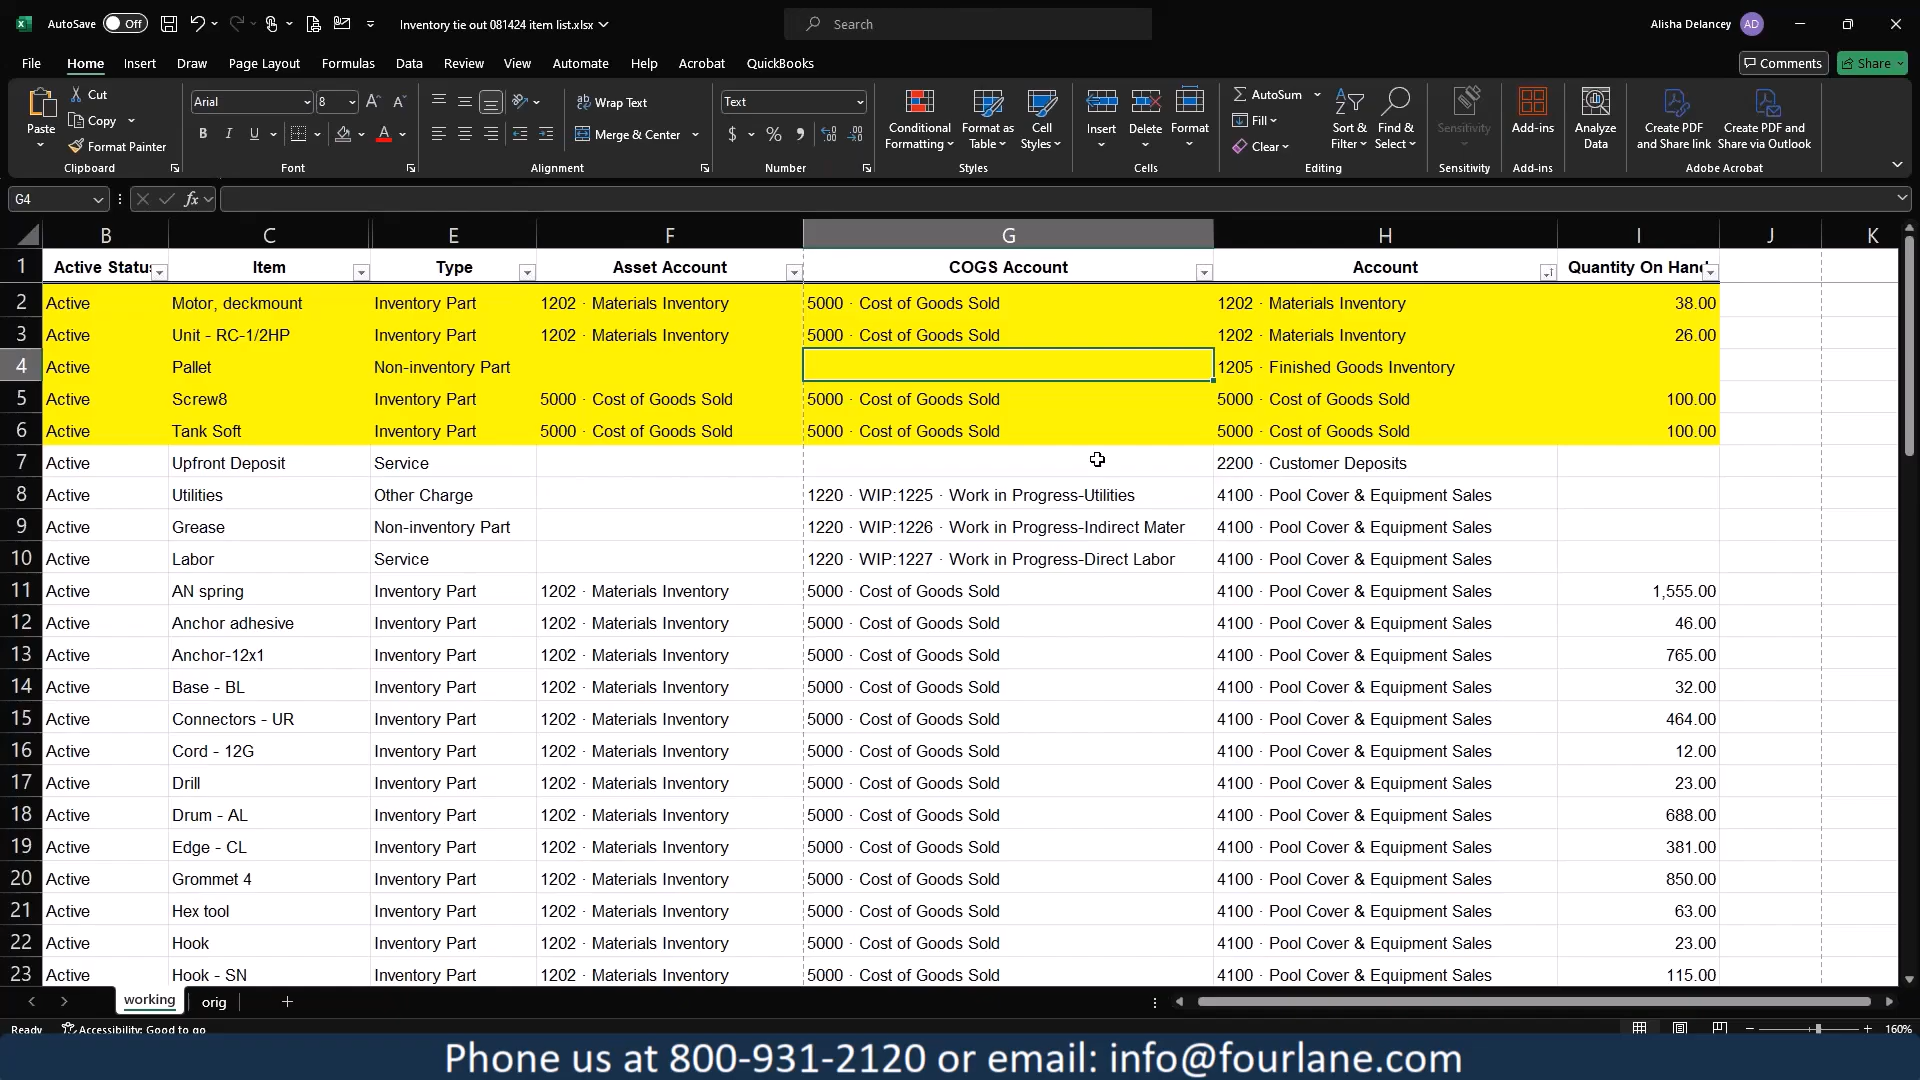 AutoSave Off Inventory tie out 081424 item list.xlsx Search Alisha Delancey AD
File Home Insert Draw Page Layout Formulas Data Review View Automate Help Acrobat QuickBooks Comments Share
Paste Cut Copy Format Painter Clipboard
Arial 8 B I U A Font
Wrap Text Merge & Center Alignment
Text $ % Number
Conditional Formatting Format as Table Cell Styles Styles
Insert Delete Format Cells
AutoSum Fill Clear Sort & Filter Find & Select Editing
Sensitivity Sensitivity
Add-ins Add-ins
Analyze Data
Create PDF and Share link Create PDF and Share via Outlook Adobe Acrobat
G4 fx
B C E F G H I J K
1 Active Statu Item Type Asset Account COGS Account Account Quantity On Hand
2 Active Motor, deckmount Inventory Part 1202 · Materials Inventory 5000 · Cost of Goods Sold 1202 · Materials Inventory 38.00
3 Active Unit - RC-1/2HP Inventory Part 1202 · Materials Inventory 5000 · Cost of Goods Sold 1202 · Materials Inventory 26.00
4 Active Pallet Non-inventory Part 1205 · Finished Goods Inventory
5 Active Screw8 Inventory Part 5000 · Cost of Goods Sold 5000 · Cost of Goods Sold 5000 · Cost of Goods Sold 100.00
6 Active Tank Soft Inventory Part 5000 · Cost of Goods Sold 5000 · Cost of Goods Sold 5000 · Cost of Goods Sold 100.00
7 Active Upfront Deposit Service 2200 · Customer Deposits
8 Active Utilities Other Charge 1220 · WIP:1225 · Work in Progress-Utilities 4100 · Pool Cover & Equipment Sales
9 Active Grease Non-inventory Part 1220 · WIP:1226 · Work in Progress-Indirect Mater 4100 · Pool Cover & Equipment Sales
10 Active Labor Service 1220 · WIP:1227 · Work in Progress-Direct Labor 4100 · Pool Cover & Equipment Sales
11 Active AN spring Inventory Part 1202 · Materials Inventory 5000 · Cost of Goods Sold 4100 · Pool Cover & Equipment Sales 1,555.00
12 Active Anchor adhesive Inventory Part 1202 · Materials Inventory 5000 · Cost of Goods Sold 4100 · Pool Cover & Equipment Sales 46.00
13 Active Anchor-12x1 Inventory Part 1202 · Materials Inventory 5000 · Cost of Goods Sold 4100 · Pool Cover & Equipment Sales 765.00
14 Active Base - BL Inventory Part 1202 · Materials Inventory 5000 · Cost of Goods Sold 4100 · Pool Cover & Equipment Sales 32.00
15 Active Connectors - UR Inventory Part 1202 · Materials Inventory 5000 · Cost of Goods Sold 4100 · Pool Cover & Equipment Sales 464.00
16 Active Cord - 12G Inventory Part 1202 · Materials Inventory 5000 · Cost of Goods Sold 4100 · Pool Cover & Equipment Sales 12.00
17 Active Drill Inventory Part 1202 · Materials Inventory 5000 · Cost of Goods Sold 4100 · Pool Cover & Equipment Sales 23.00
18 Active Drum - AL Inventory Part 1202 · Materials Inventory 5000 · Cost of Goods Sold 4100 · Pool Cover & Equipment Sales 688.00
19 Active Edge - CL Inventory Part 1202 · Materials Inventory 5000 · Cost of Goods Sold 4100 · Pool Cover & Equipment Sales 381.00
20 Active Grommet 4 Inventory Part 1202 · Materials Inventory 5000 · Cost of Goods Sold 4100 · Pool Cover & Equipment Sales 850.00
21 Active Hex tool Inventory Part 1202 · Materials Inventory 5000 · Cost of Goods Sold 4100 · Pool Cover & Equipment Sales 63.00
22 Active Hook Inventory Part 1202 · Materials Inventory 5000 · Cost of Goods Sold 4100 · Pool Cover & Equipment Sales 23.00
23 Active Hook - SN Inventory Part 1202 · Materials Inventory 5000 · Cost of Goods Sold 4100 · Pool Cover & Equipment Sales 115.00
working orig
Ready Accessibility: Good to go 160%
Phone us at 800-931-2120 or email: info@fourlane.com